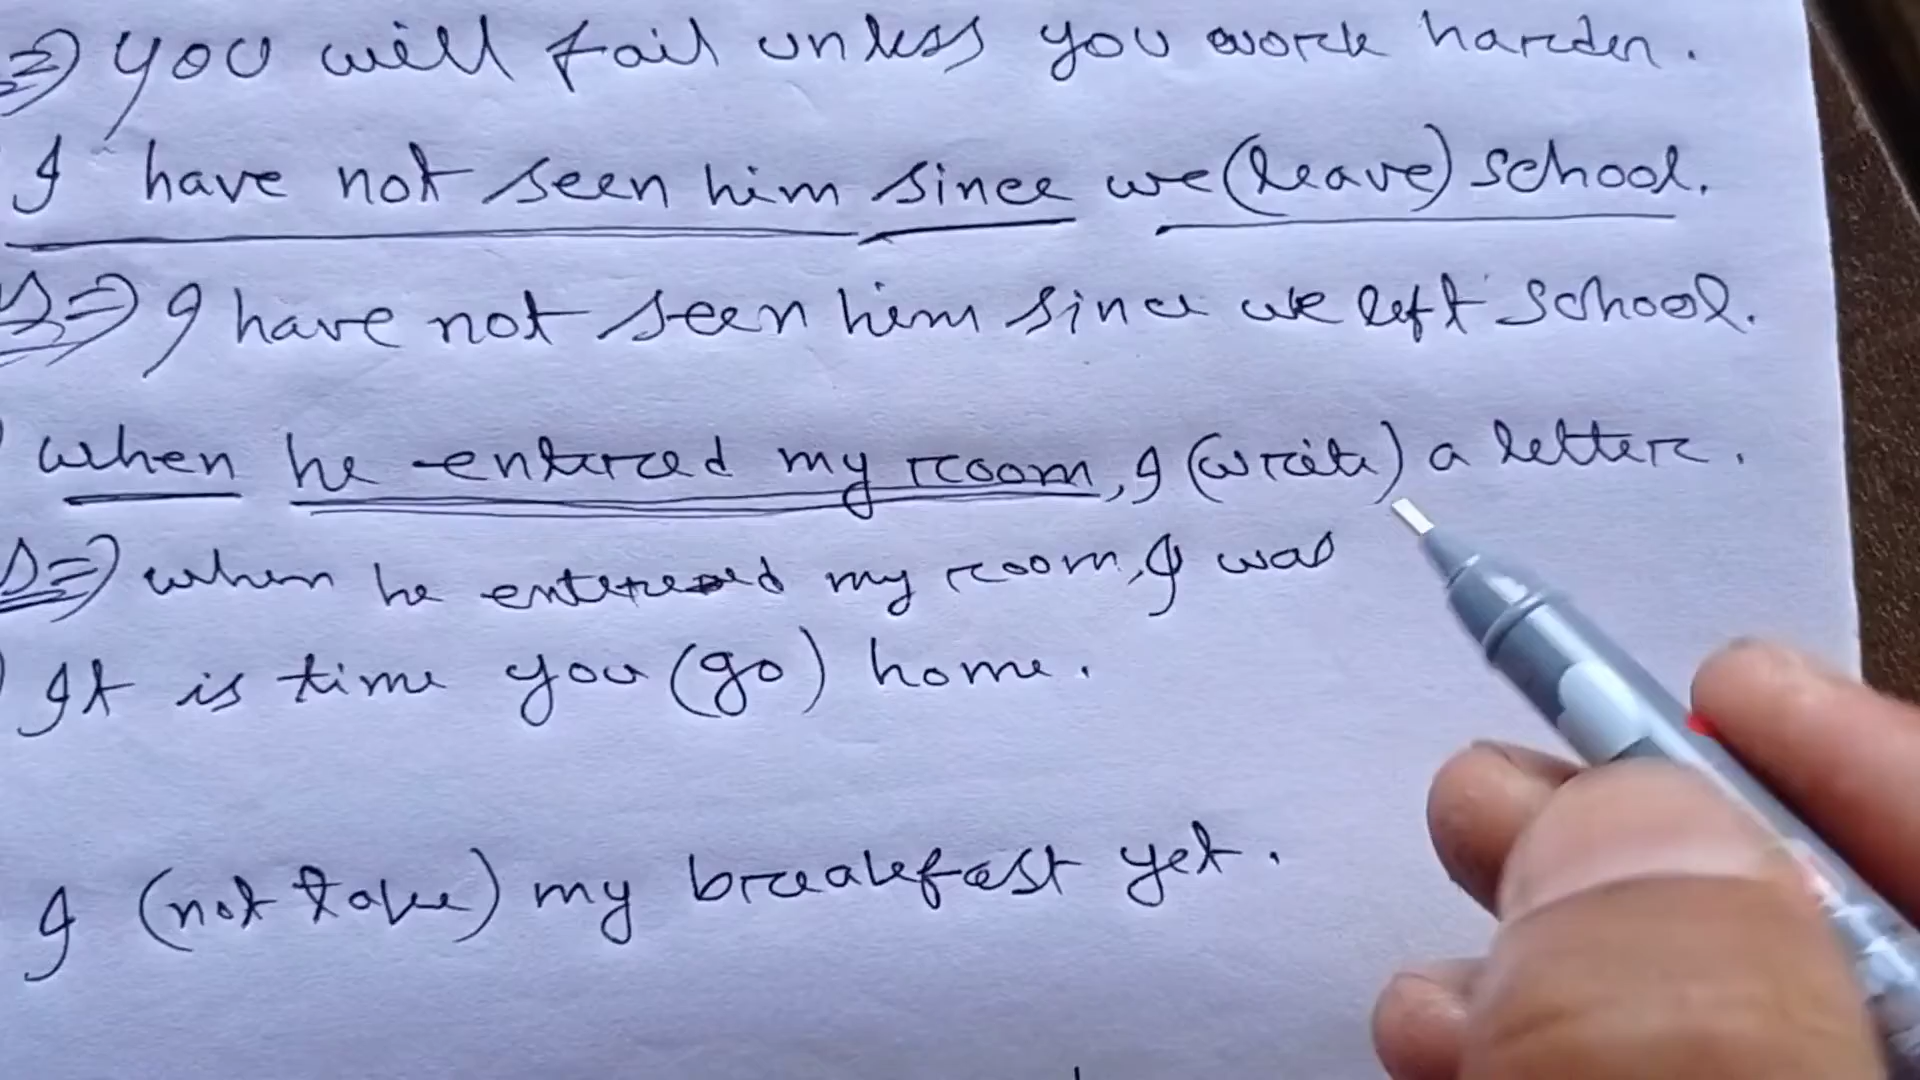 ⇒ you will fail unless you work harder.
I have not seen him since we (leave) school.
S⇒ I have not seen him since we left school.
) when he entered my room, I (write) a letter.
S⇒ when he entered my room, I was
) It is time you (go) home.
I (not take) my breakfast yet.